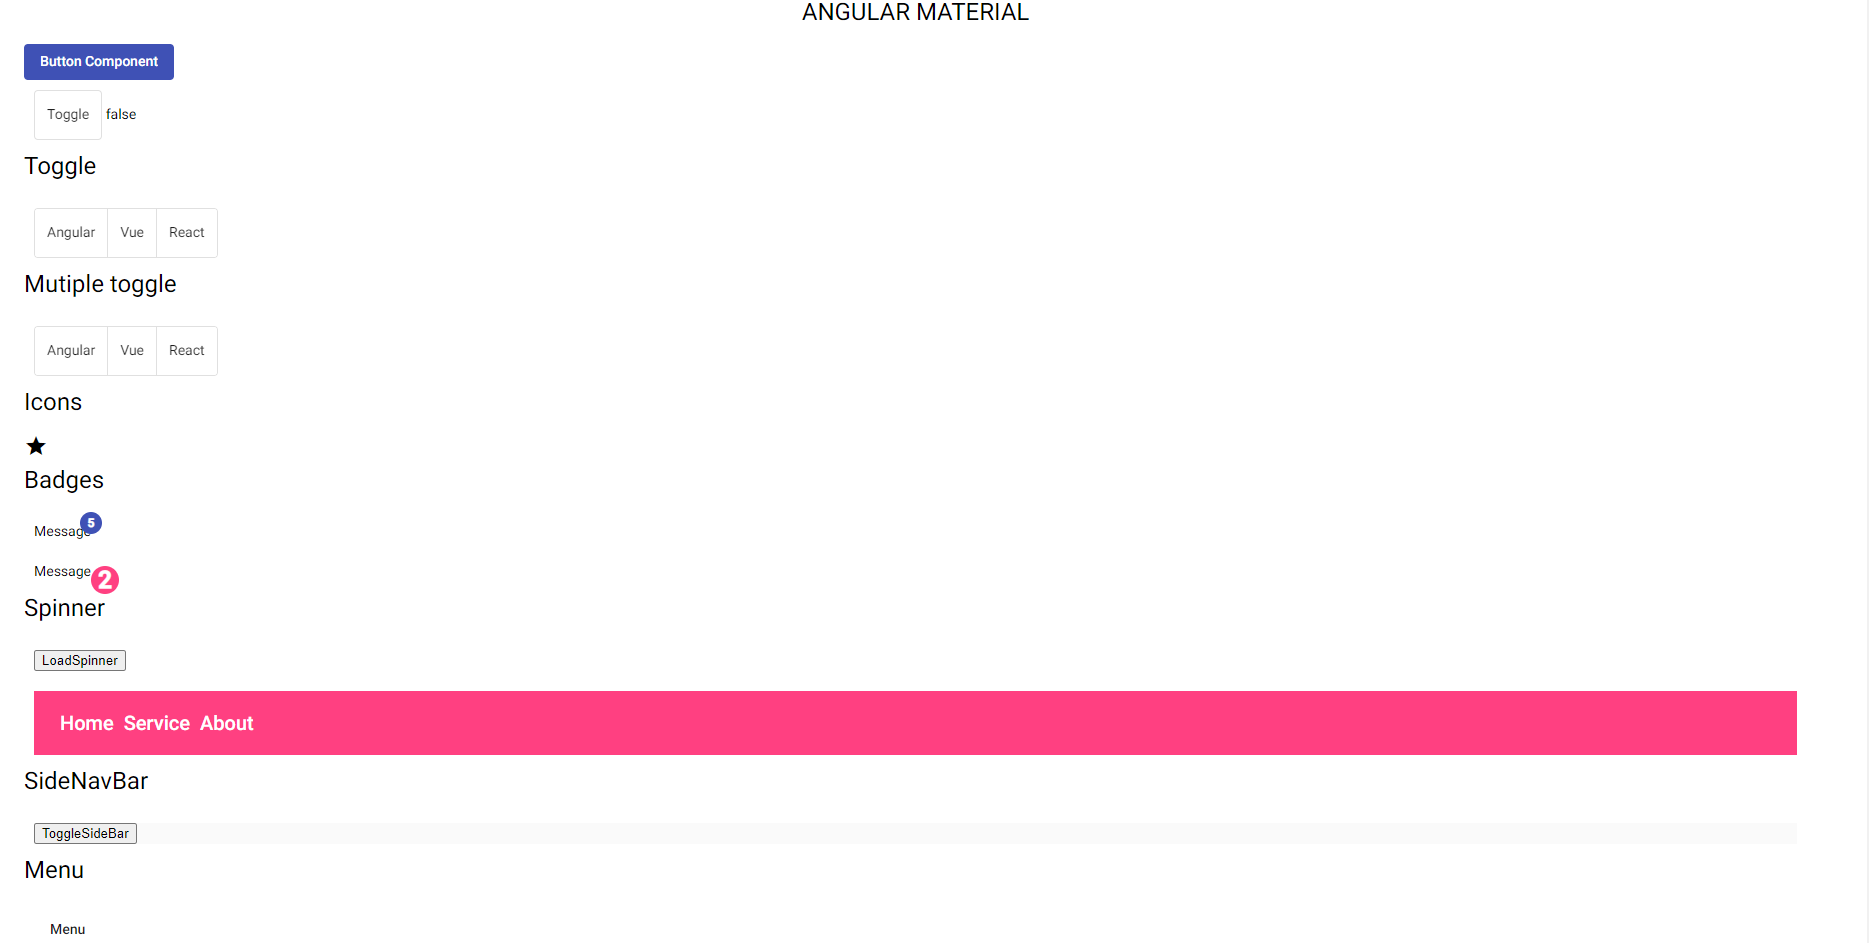 ANGULAR MATERIAL
Button Component
Toggle false
Toggle
Angular Vue React
Mutiple toggle
Angular Vue React
Icons
Badges
Message 5
Message 2
Spinner
LoadSpinner
Home Service About
SideNavBar
ToggleSideBar
Menu
Menu